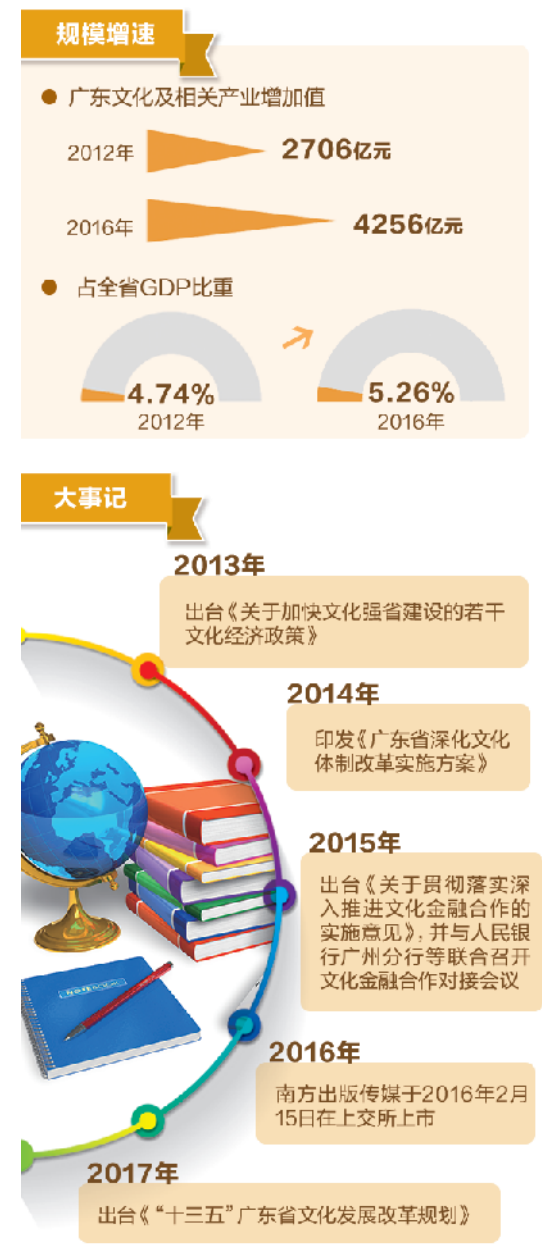 规模增速
广东文化及相关产业增加值
2012年 2706亿元
2016年 4256亿元
占全省GDP比重
4.74% 5.26%
2012年 2016年
大事记
2013年
出台《关于加快文化强省建设的若干
文化经济政策》
2014年
印发《广东省深化文化
体制改革实施方案》
2015年
出台《关于贯彻落实深
入推进文化金融合作的
实施意见》,并与人民银
行广州分行等联合召开
文化金融合作对接会议
2016年
南方出版传媒于2016年2月
15日在上交所上市
2017年
出台《“十三五”广东省文化发展改革规划》